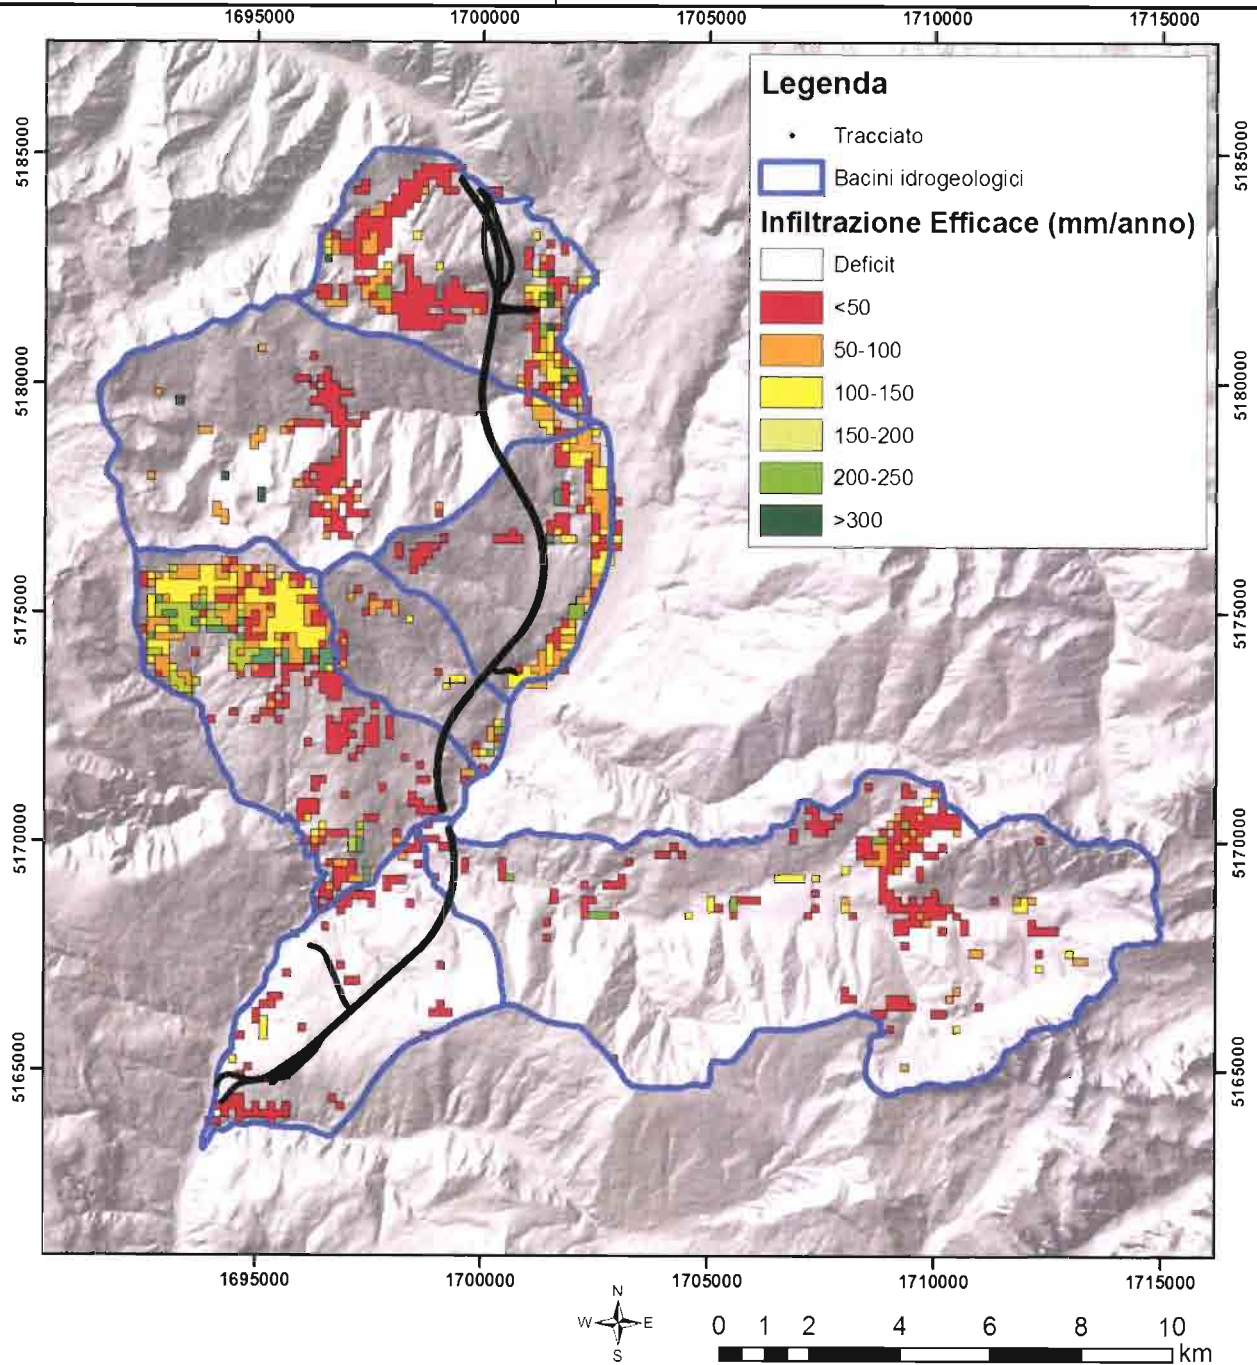 1695000 1700000 1705000 1710000 1715000
Legenda
Tracciato
Bacini idrogeologici
Infiltrazione Efficace (mm/anno)
Deficit
<50
50-100
100-150
150-200
200-250
>300
5185000 5185000
5180000 5180000
5175000 5175000
5170000 5170000
5165000 5165000
1695000 1700000 1705000 1710000 1715000
N
W E
S
0 1 2 4 6 8 10
km